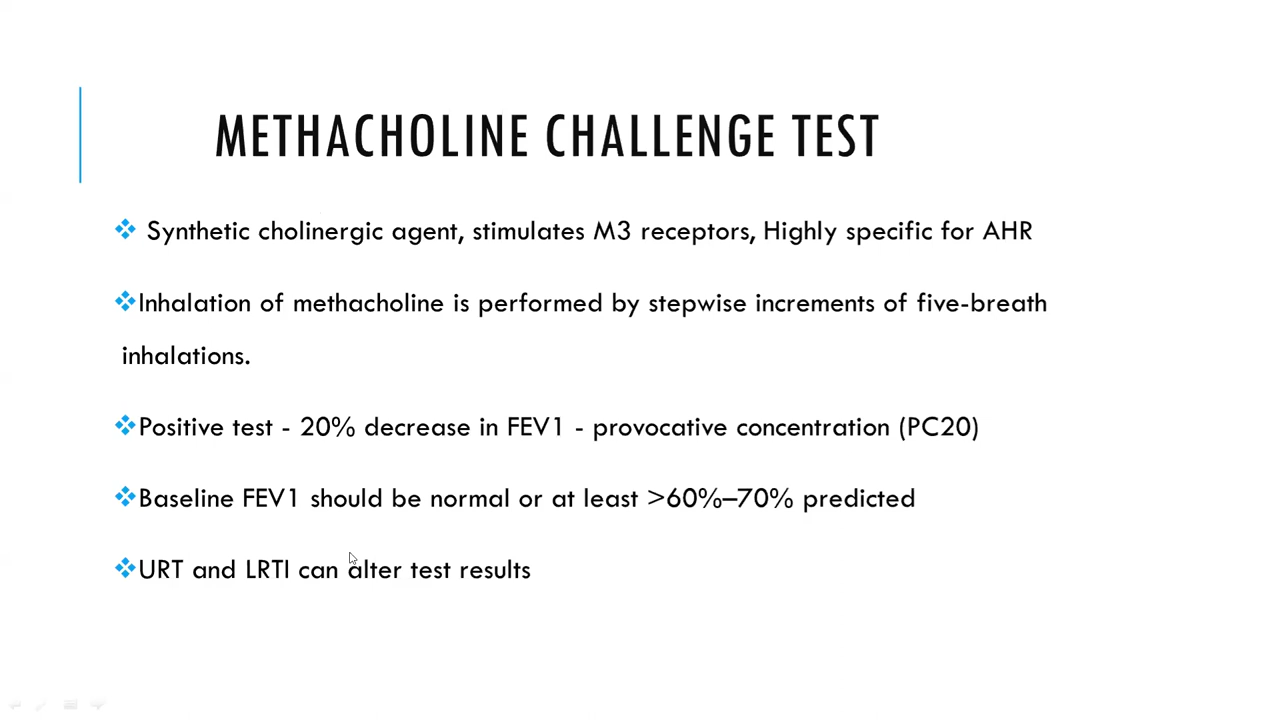 METHACHOLINE CHALLENGE TEST
Synthetic cholinergic agent, stimulates M3 receptors, Highly specific for AHR
Inhalation of methacholine is performed by stepwise increments of five-breath
inhalations.
Positive test - 20% decrease in FEV1 - provocative concentration (PC20)
Baseline FEV1 should be normal or at least >60%–70% predicted
URT and LRTI can alter test results